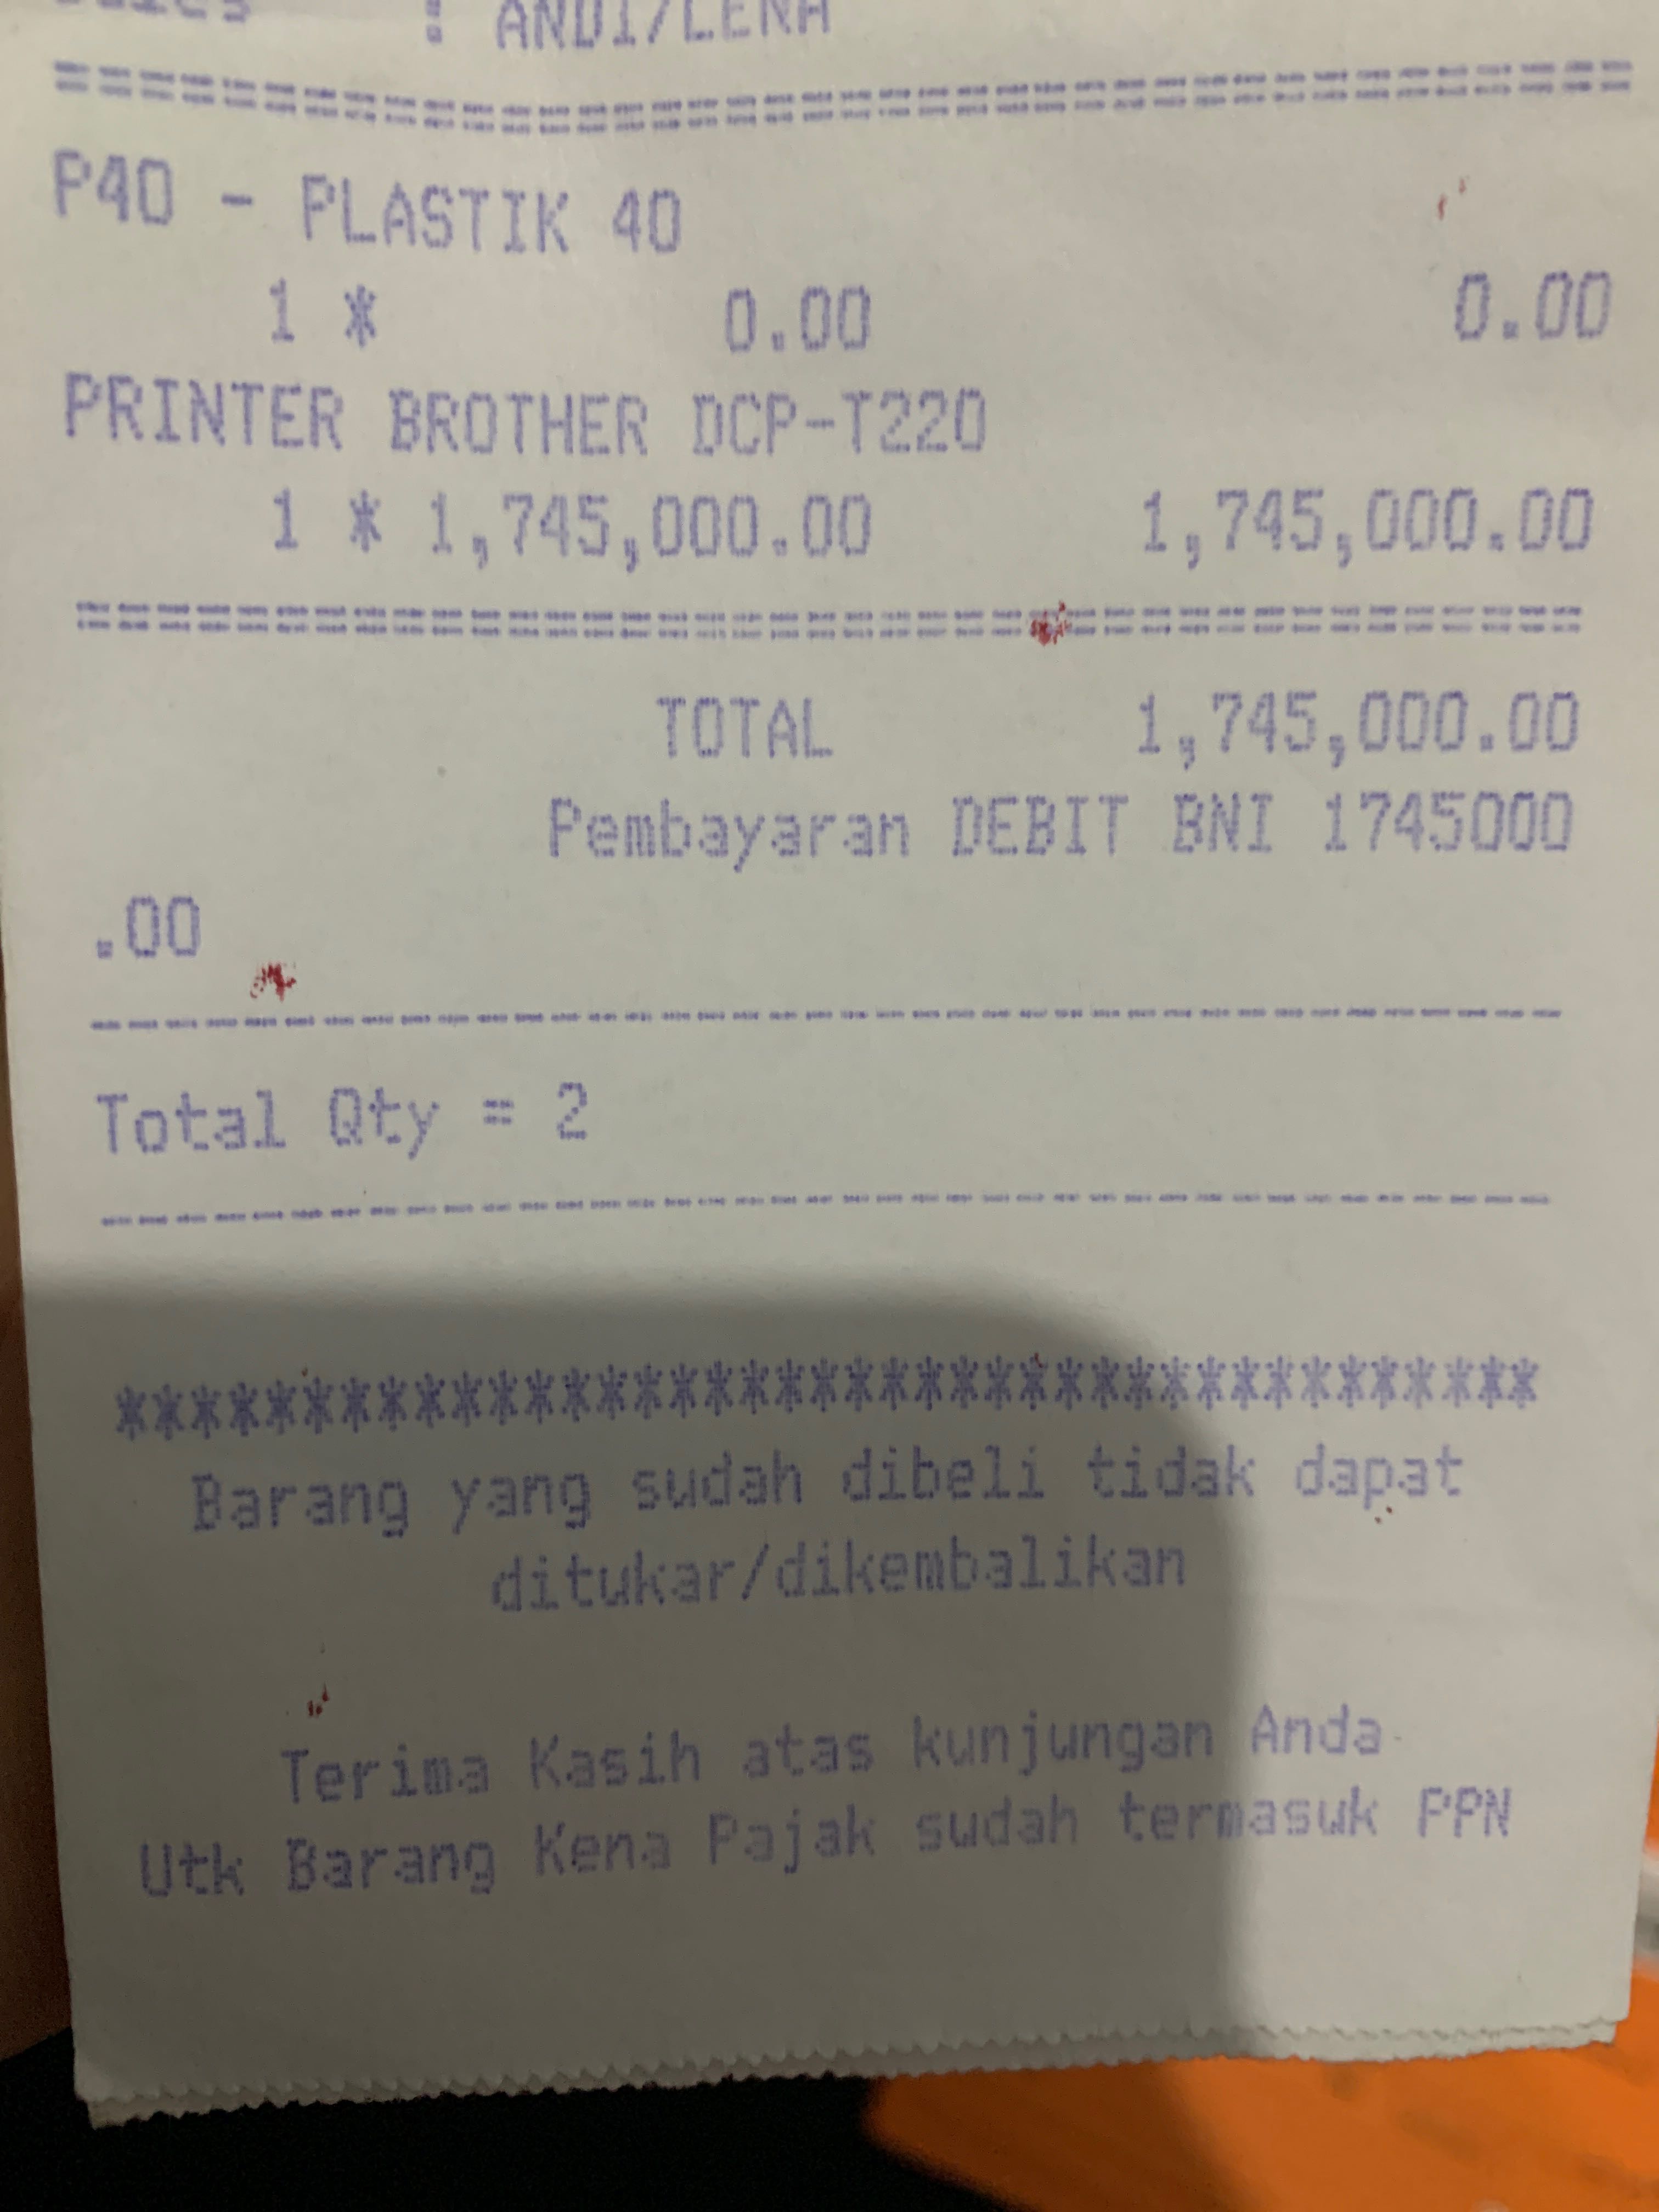 : ANDI/LENA
P40 - PLASTIK 40
1 * 0.00 0.00
PRINTER BROTHER DCP-T220
1 * 1,745,000.00 1,745,000.00
TOTAL 1,745,000.00
Pembayaran DEBIT BNI 1745000
.00
Total Qty = 2
**************************************
Barang yang sudah dibeli tidak dapat
ditukar/dikembalikan
Terima Kasih atas kunjungan Anda
Utk Barang Kena Pajak sudah termasuk PPN